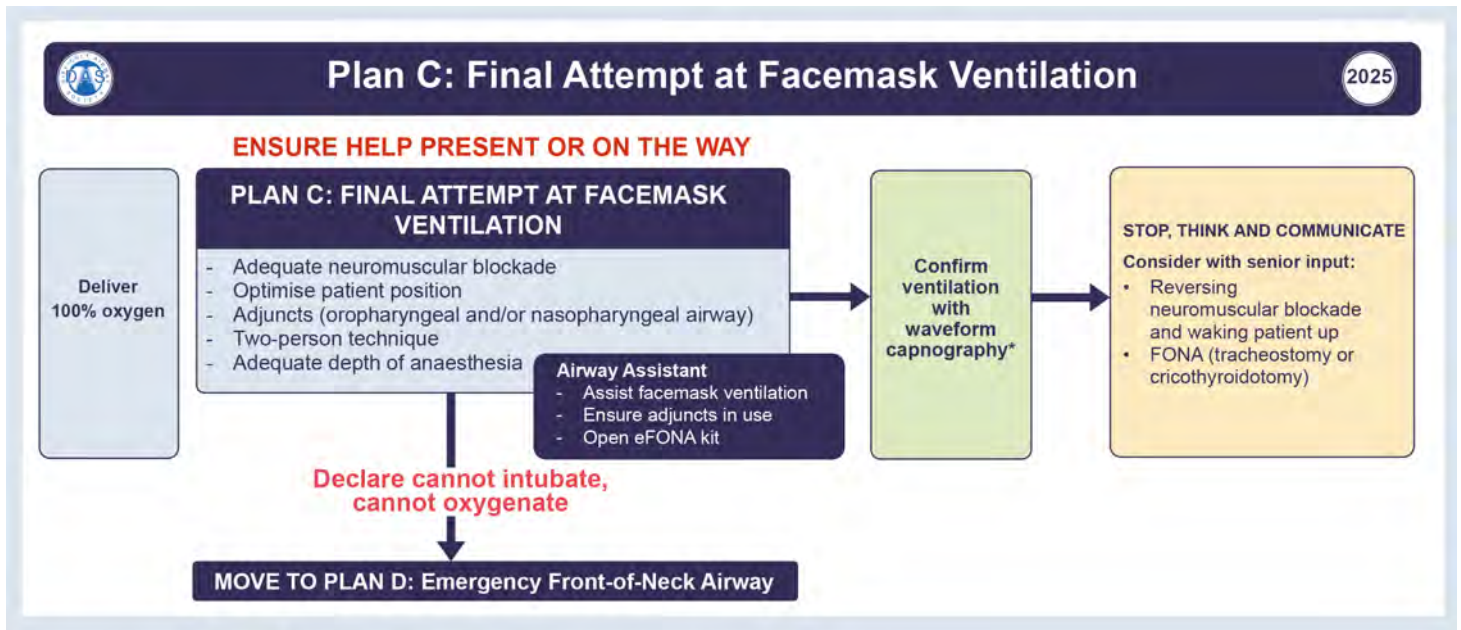 Plan C: Final Attempt at Facemask Ventilation
2025
DAS
ENSURE HELP PRESENT OR ON THE WAY
Deliver
100% oxygen
PLAN C: FINAL ATTEMPT AT FACEMASK
VENTILATION
- Adequate neuromuscular blockade
- Optimise patient position
- Adjuncts (oropharyngeal and/or nasopharyngeal airway)
- Two-person technique
- Adequate depth of anaesthesia
Airway Assistant
- Assist facemask ventilation
- Ensure adjuncts in use
- Open eFONA kit
Confirm
ventilation
with
waveform
capnography*
STOP, THINK AND COMMUNICATE
Consider with senior input:
• Reversing
neuromuscular blockade
and waking patient up
• FONA (tracheostomy or
cricothyroidotomy)
Declare cannot intubate,
cannot oxygenate
MOVE TO PLAN D: Emergency Front-of-Neck Airway